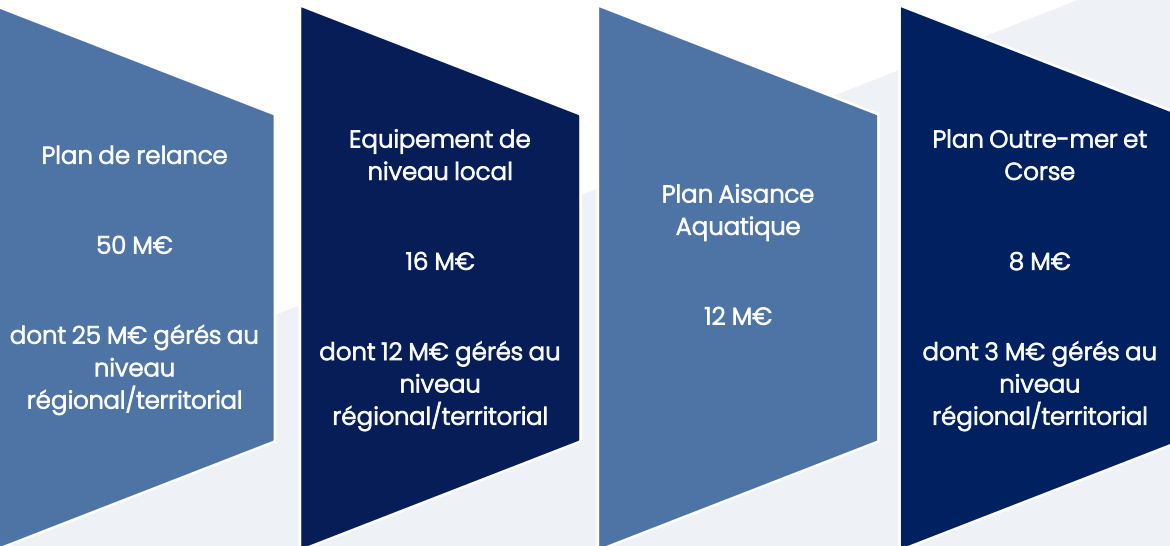 Plan de relance
50 M€
dont 25 M€ gérés au
niveau
régional/territorial
Equipement de
niveau local
16 M€
dont 12 M€ gérés au
niveau
régional/territorial
Plan Aisance
Aquatique
12 M€
Plan Outre-mer et
Corse
8 M€
dont 3 M€ gérés au
niveau
régional/territorial